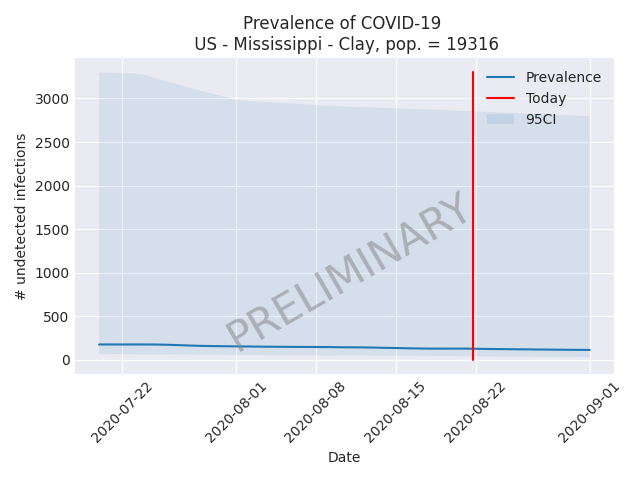 Prevalence of COVID-19
US - Mississippi - Clay, pop. = 19316
Prevalence
Today
95CI
3000
2500
2000
1500
1000
500
0
# undetected infections
PRELIMINARY
2020-07-22
2020-08-01
2020-08-08
2020-08-15
2020-08-22
2020-09-01
Date